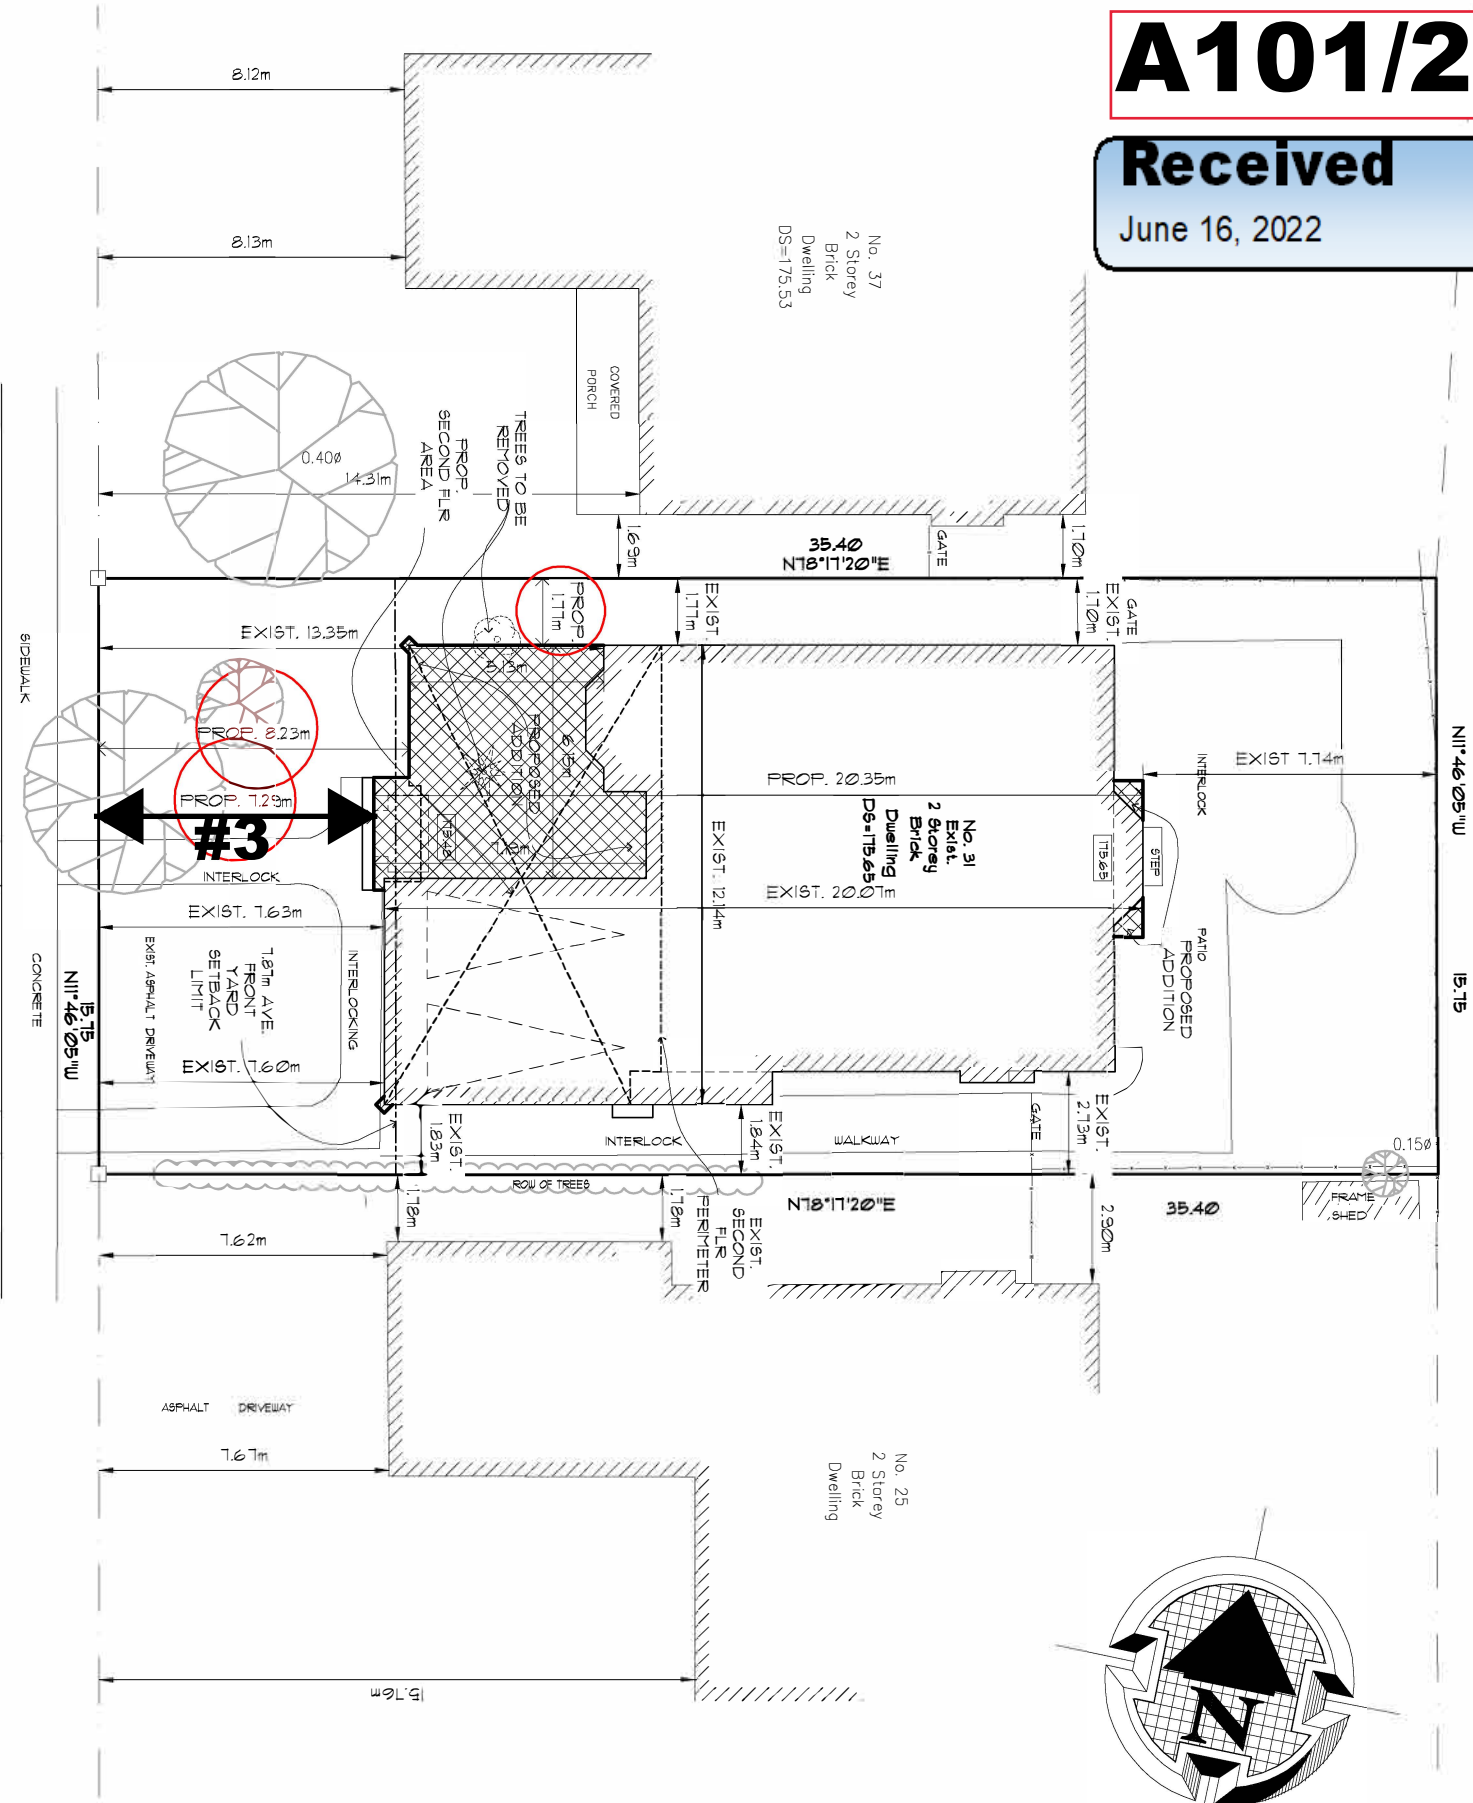 A101/2
Received
June 16, 2022
8.12m
8.13m
No. 37
2 Storey
Brick
Dwelling
DS=175.53
COVERED
PORCH
0.40ø
14.31m
TREES TO BE
REMOVED
PROP.
SECOND FLR
AREA
1.69m
35.40
N78°17'20"E
GATE
1.70m
PROP.
1.77m
EXIST.
1.77m
EXIST.
1.70m
GATE
EXIST. 13.35m
5.13m
SIDEWALK
PROP. 8.23m
PROPOSED
ADDITION
6.15m
PROP. 7.29m
#3
INTERLOCK
PROP. 20.35m
EXIST. 12.14m
No. 31
Exist.
2 Storey
Brick
Dwelling
DS=175.65
EXIST. 20.07m
175.65
STEP
INTERLOCK
EXIST 7.74m
N11°46'05"W
15.75
PATIO
PROPOSED
ADDITION
EXIST. 7.63m
EXIST. ASPHALT DRIVEWAY
7.87m AVE.
FRONT
YARD
SETBACK
LIMIT
INTERLOCKING
CONCRETE
15.75
N11°46'05"W
EXIST. 7.60m
EXIST.
1.83m
INTERLOCK
EXIST.
1.84m
WALKWAY
GATE
EXIST.
2.73m
0.15ø
ROW OF TREES
FRAME
SHED
1.78m
1.78m
EXIST.
SECOND
FLR
PERIMETER
N78°17'20"E
2.90m
35.40
7.62m
ASPHALT DRIVEWAY
7.67m
No. 25
2 Storey
Brick
Dwelling
15.76m
N